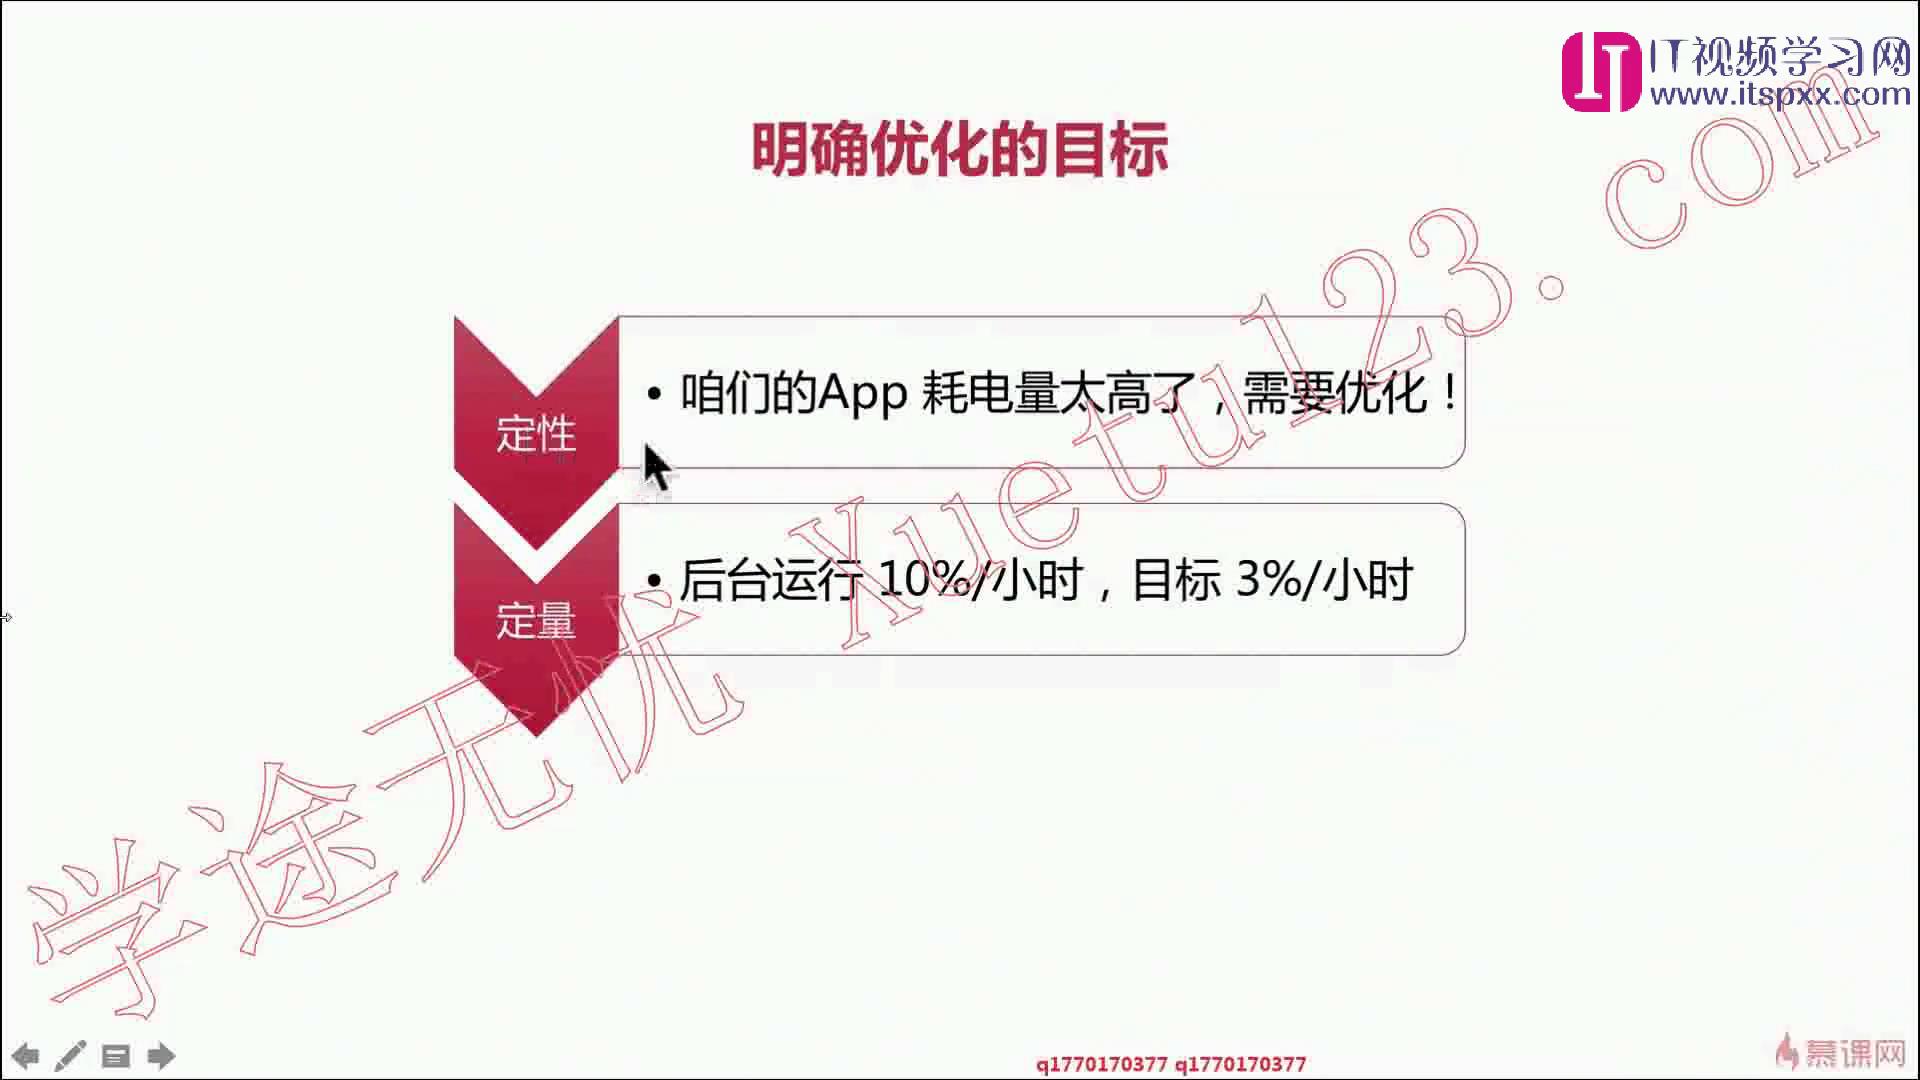 IT视频学习网
www.itspxx.com
明确优化的目标
定性
• 咱们的App 耗电量太高了，需要优化！
定量
• 后台运行 10%/小时，目标 3%/小时
学途无忧 Xuetu123.com
q1770170377 q1770170377
慕课网